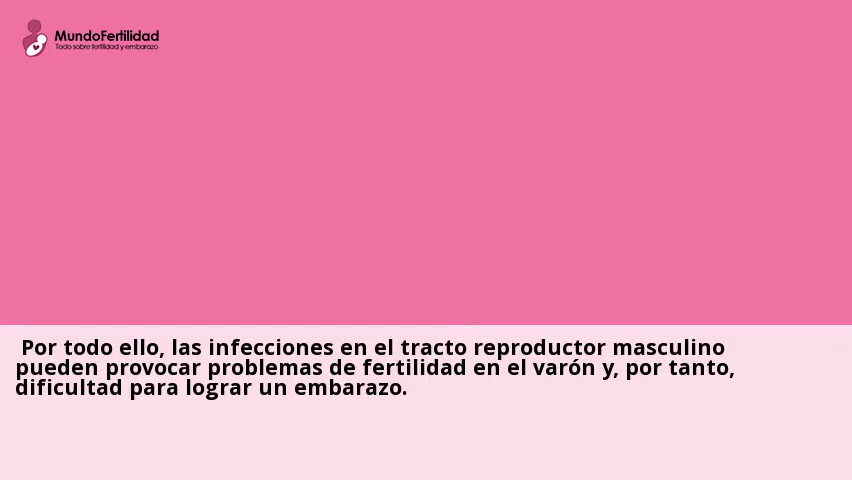 MundoFertilidad
Todo sobre fertilidad y embarazo
Por todo ello, las infecciones en el tracto reproductor masculino
pueden provocar problemas de fertilidad en el varón y, por tanto,
dificultad para lograr un embarazo.